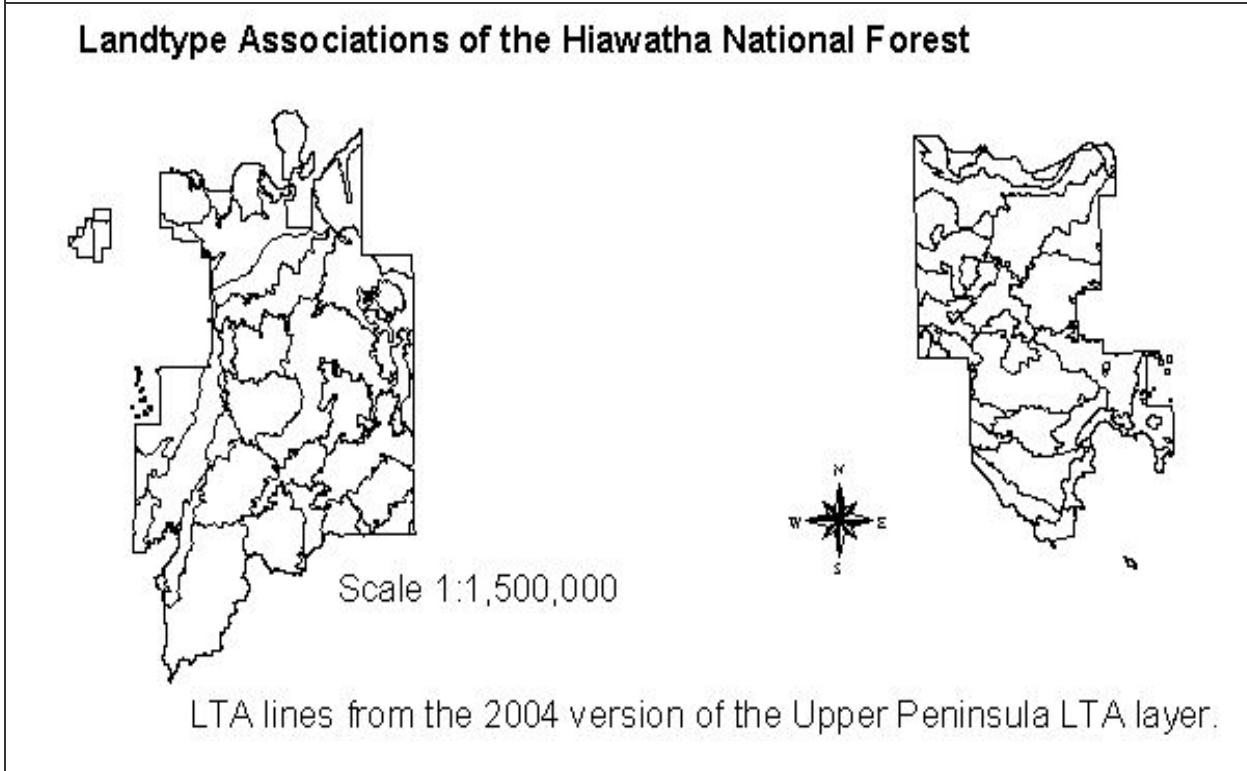 Landtype Associations of the Hiawatha National Forest
N
W E
S
Scale 1:1,500,000
LTA lines from the 2004 version of the Upper Peninsula LTA layer.